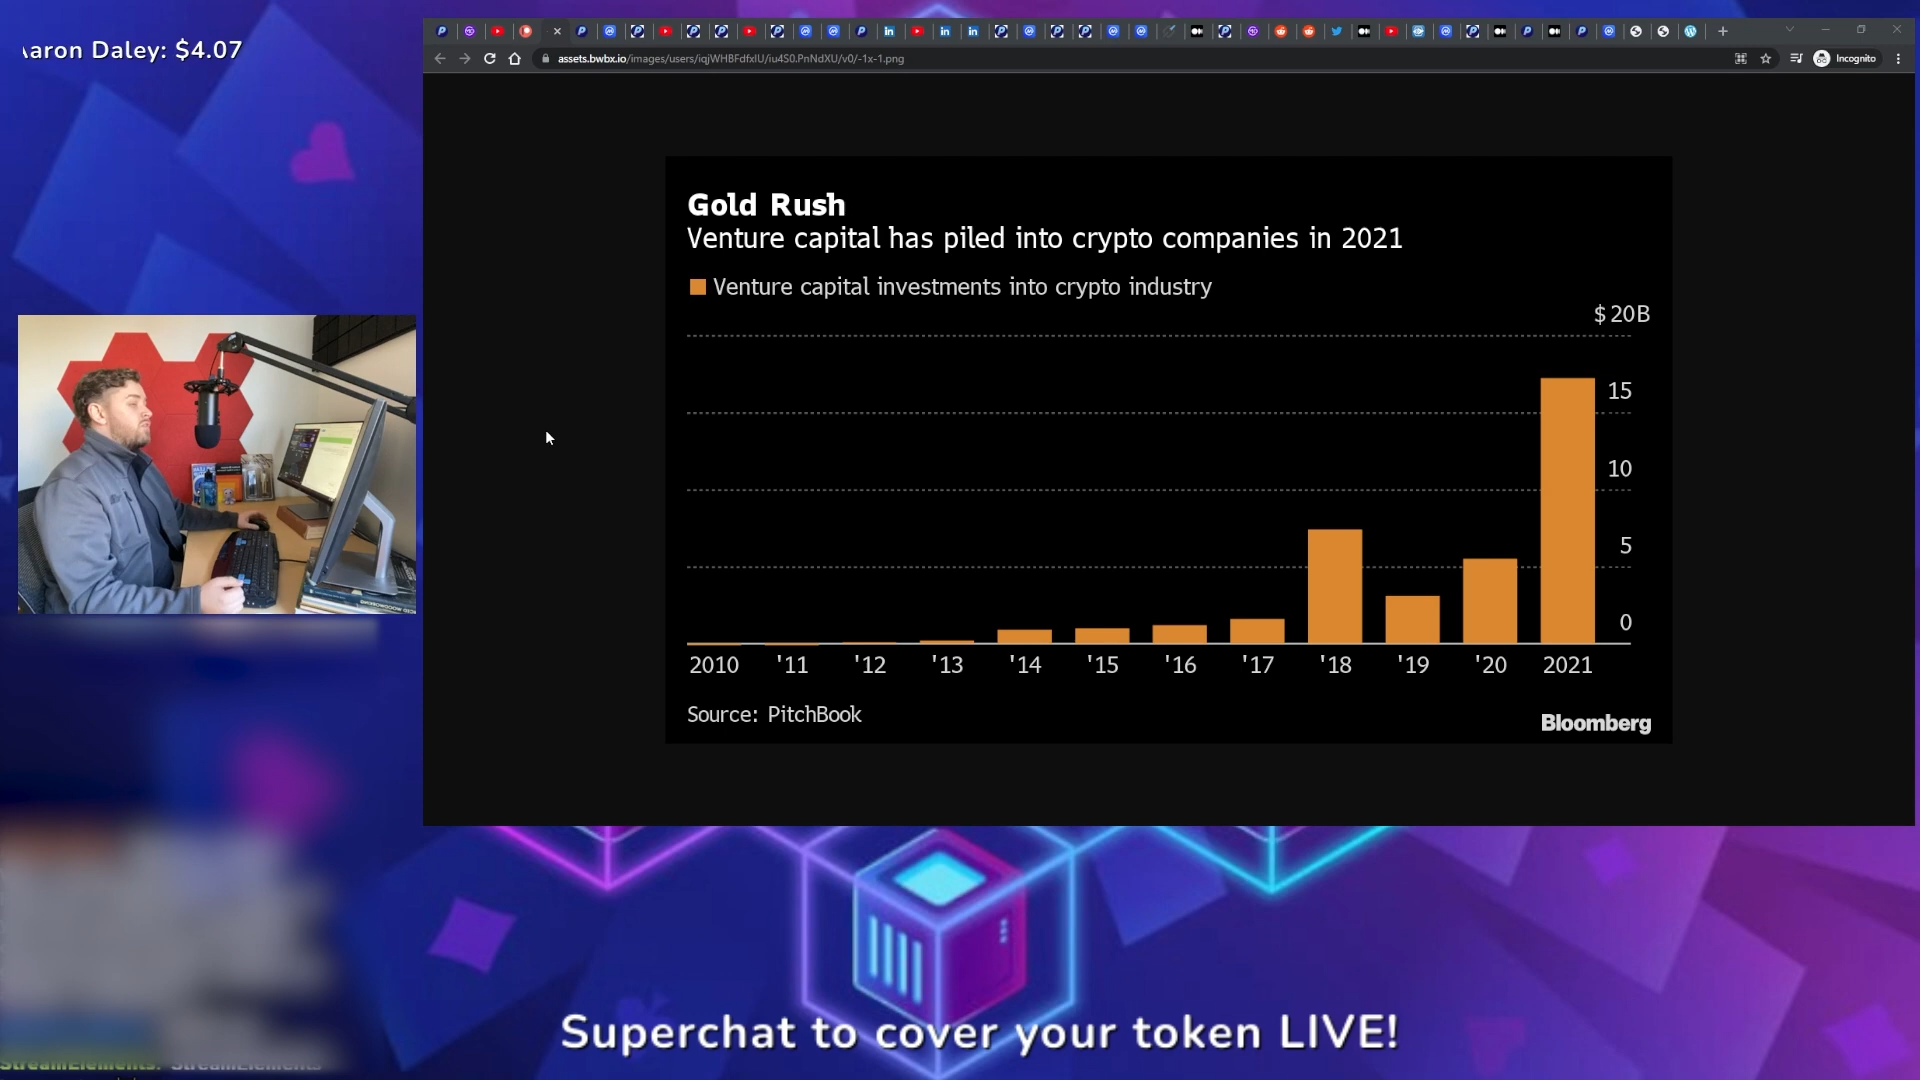 aron Daley: $4.07
assets.bwbx.io/images/users/iqjWHBFdfxIU/iu4S0.PnNdXU/v0/-1x-1.png
Incognito
Gold Rush
Venture capital has piled into crypto companies in 2021
Venture capital investments into crypto industry
$20B
15
10
5
0
2010 '11 '12 '13 '14 '15 '16 '17 '18 '19 '20 2021
Source: PitchBook
Bloomberg
Superchat to cover your token LIVE!
StreamElements: StreamElements